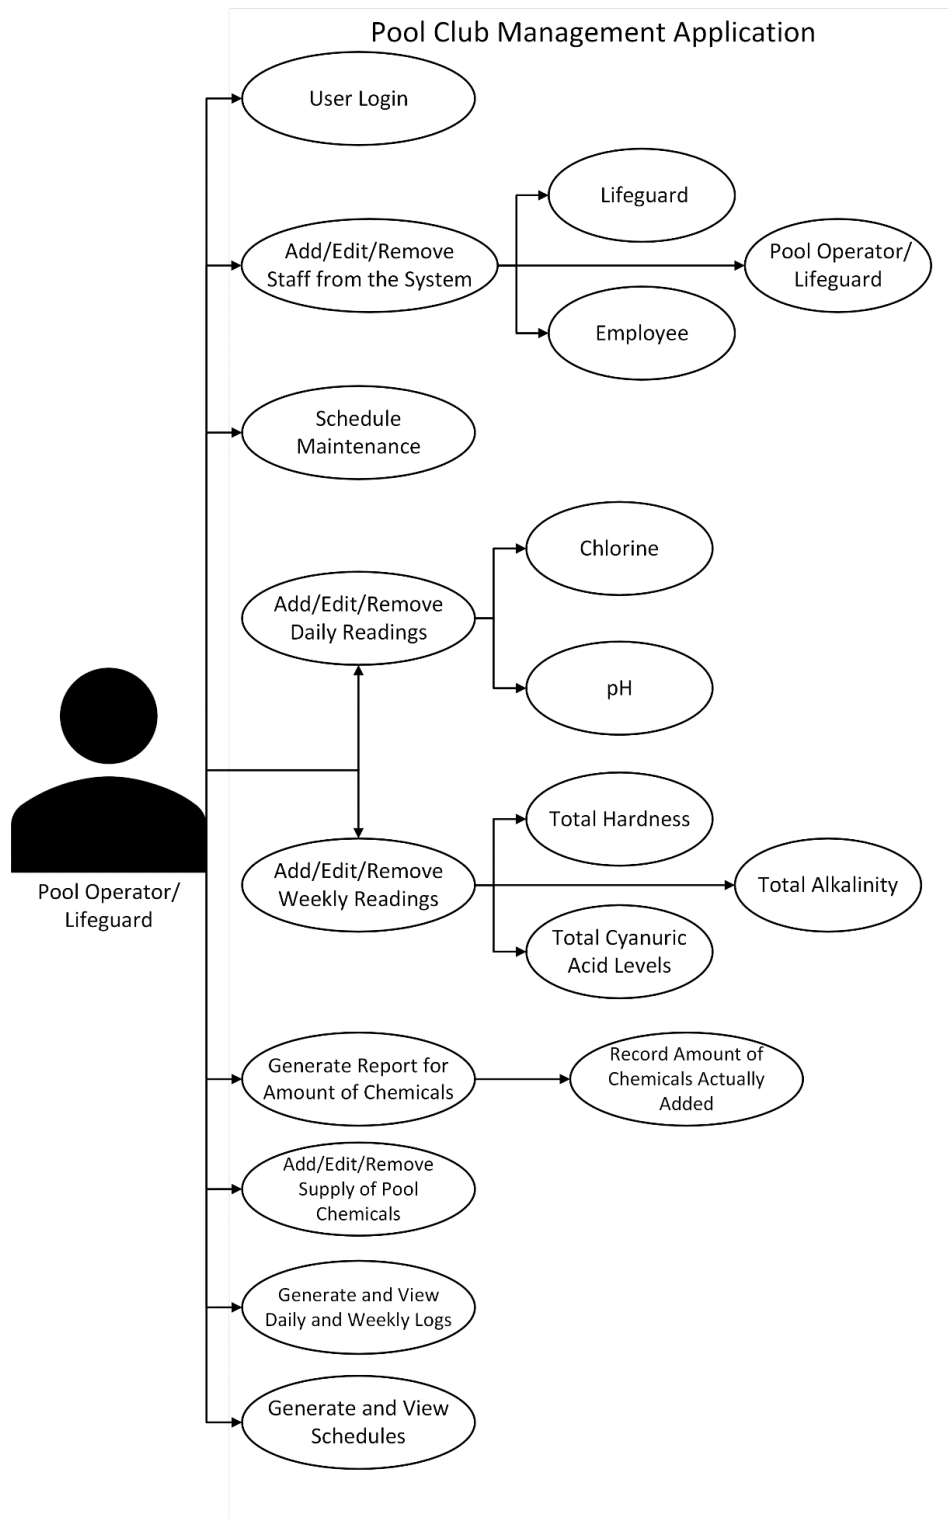 Pool Club Management Application
User Login
Lifeguard
Add/Edit/Remove
Staff from the System
Pool Operator/
Lifeguard
Employee
Schedule
Maintenance
Chlorine
Add/Edit/Remove
Daily Readings
pH
Total Hardness
Add/Edit/Remove
Weekly Readings
Total Alkalinity
Pool Operator/
Lifeguard
Total Cyanuric
Acid Levels
Generate Report for
Amount of Chemicals
Record Amount of
Chemicals Actually
Added
Add/Edit/Remove
Supply of Pool
Chemicals
Generate and View
Daily and Weekly Logs
Generate and View
Schedules